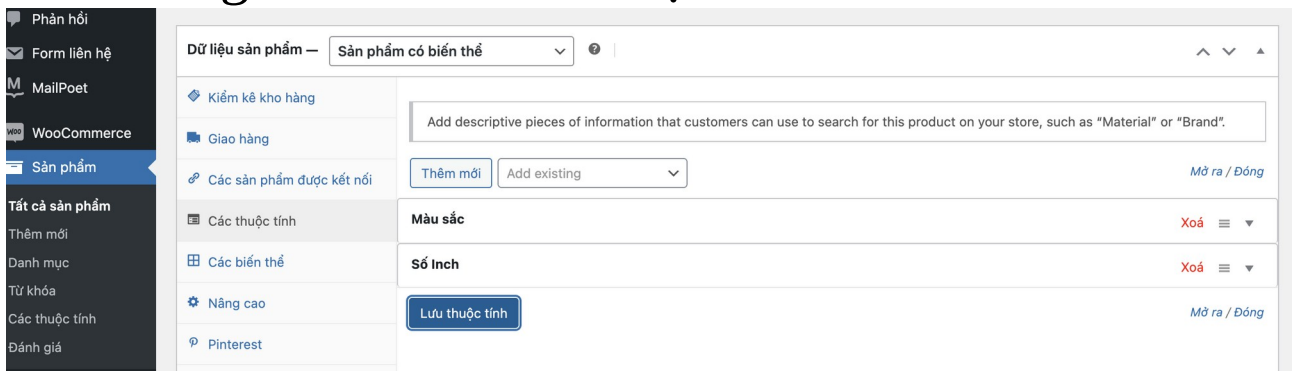 Phản hồi
Form liên hệ
MailPoet
WooCommerce
Sản phẩm
Tất cả sản phẩm
Thêm mới
Danh mục
Từ khóa
Các thuộc tính
Đánh giá
Dữ liệu sản phẩm — Sản phẩm có biến thể
Kiểm kê kho hàng
Giao hàng
Các sản phẩm được kết nối
Các thuộc tính
Các biến thể
Nâng cao
Pinterest
Add descriptive pieces of information that customers can use to search for this product on your store, such as “Material” or “Brand”.
Thêm mới Add existing Mở ra / Đóng
Màu sắc Xoá
Số Inch Xoá
Lưu thuộc tính Mở ra / Đóng